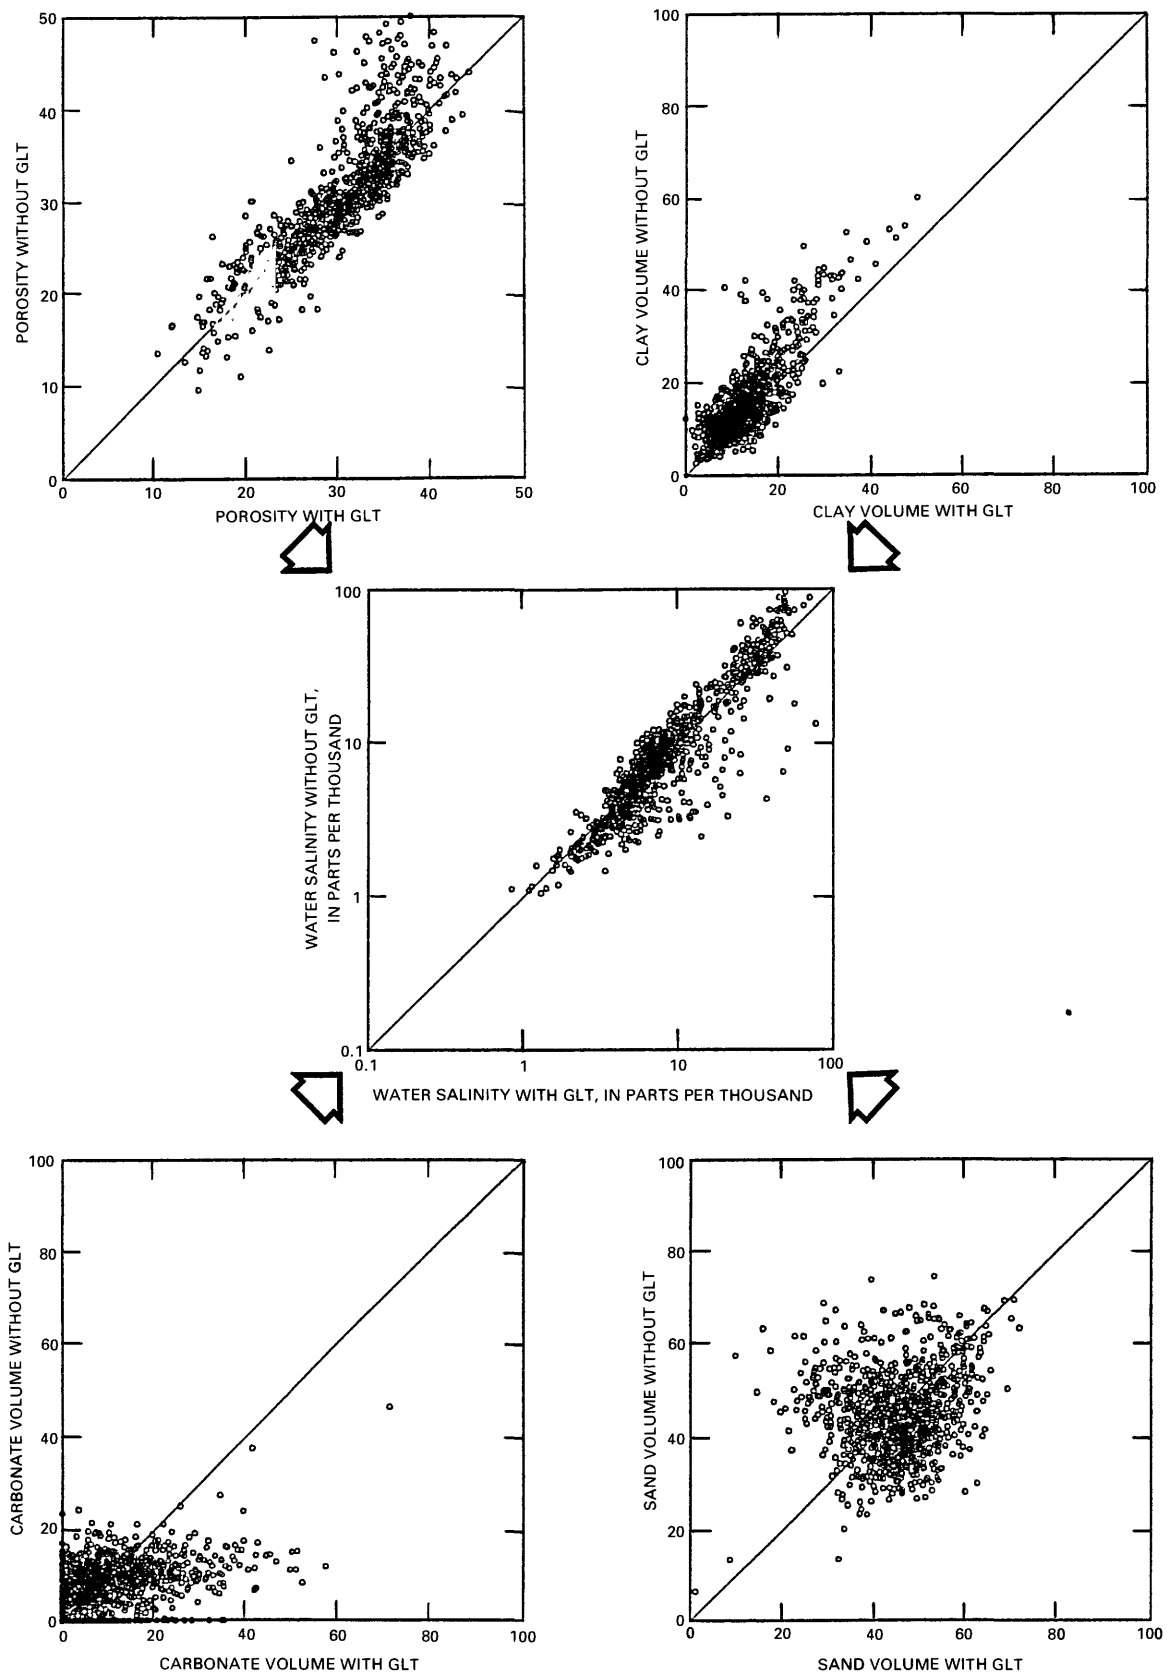 50
40
30
20
10
0
POROSITY WITHOUT GLT
0 10 20 30 40 50
POROSITY WITH GLT
100
80
60
40
20
0
CLAY VOLUME WITHOUT GLT
0 20 40 60 80 100
CLAY VOLUME WITH GLT
100
10
1
0.1
WATER SALINITY WITHOUT GLT,
IN PARTS PER THOUSAND
0.1 1 10 100
WATER SALINITY WITH GLT, IN PARTS PER THOUSAND
100
80
60
40
20
0
CARBONATE VOLUME WITHOUT GLT
0 20 40 60 80 100
CARBONATE VOLUME WITH GLT
100
80
60
40
20
0
SAND VOLUME WITHOUT GLT
0 20 40 60 80 100
SAND VOLUME WITH GLT